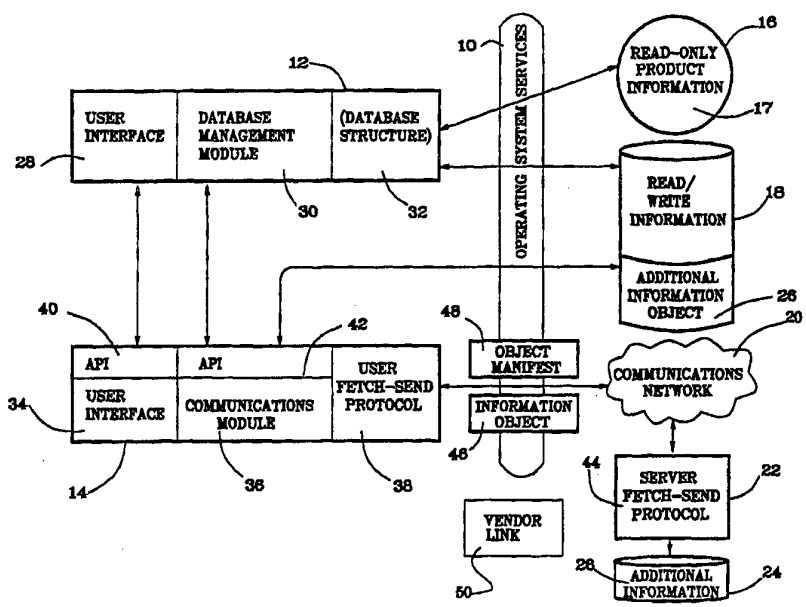 10
16
READ-ONLY
PRODUCT
INFORMATION
17
12
USER
INTERFACE
28
DATABASE
MANAGEMENT
MODULE
30
(DATABASE
STRUCTURE)
32
OPERATING SYSTEM SERVICES
READ/
WRITE
INFORMATION
18
ADDITIONAL
INFORMATION
OBJECT
26
40
API
API
42
USER
FETCH-SEND
PROTOCOL
34
USER
INTERFACE
COMMUNICATIONS
MODULE
14
36
38
48
OBJECT
MANIFEST
INFORMATION
OBJECT
46
20
COMMUNICATIONS
NETWORK
44
SERVER
FETCH-SEND
PROTOCOL
22
VENDOR
LINK
50
26
ADDITIONAL
INFORMATION
24